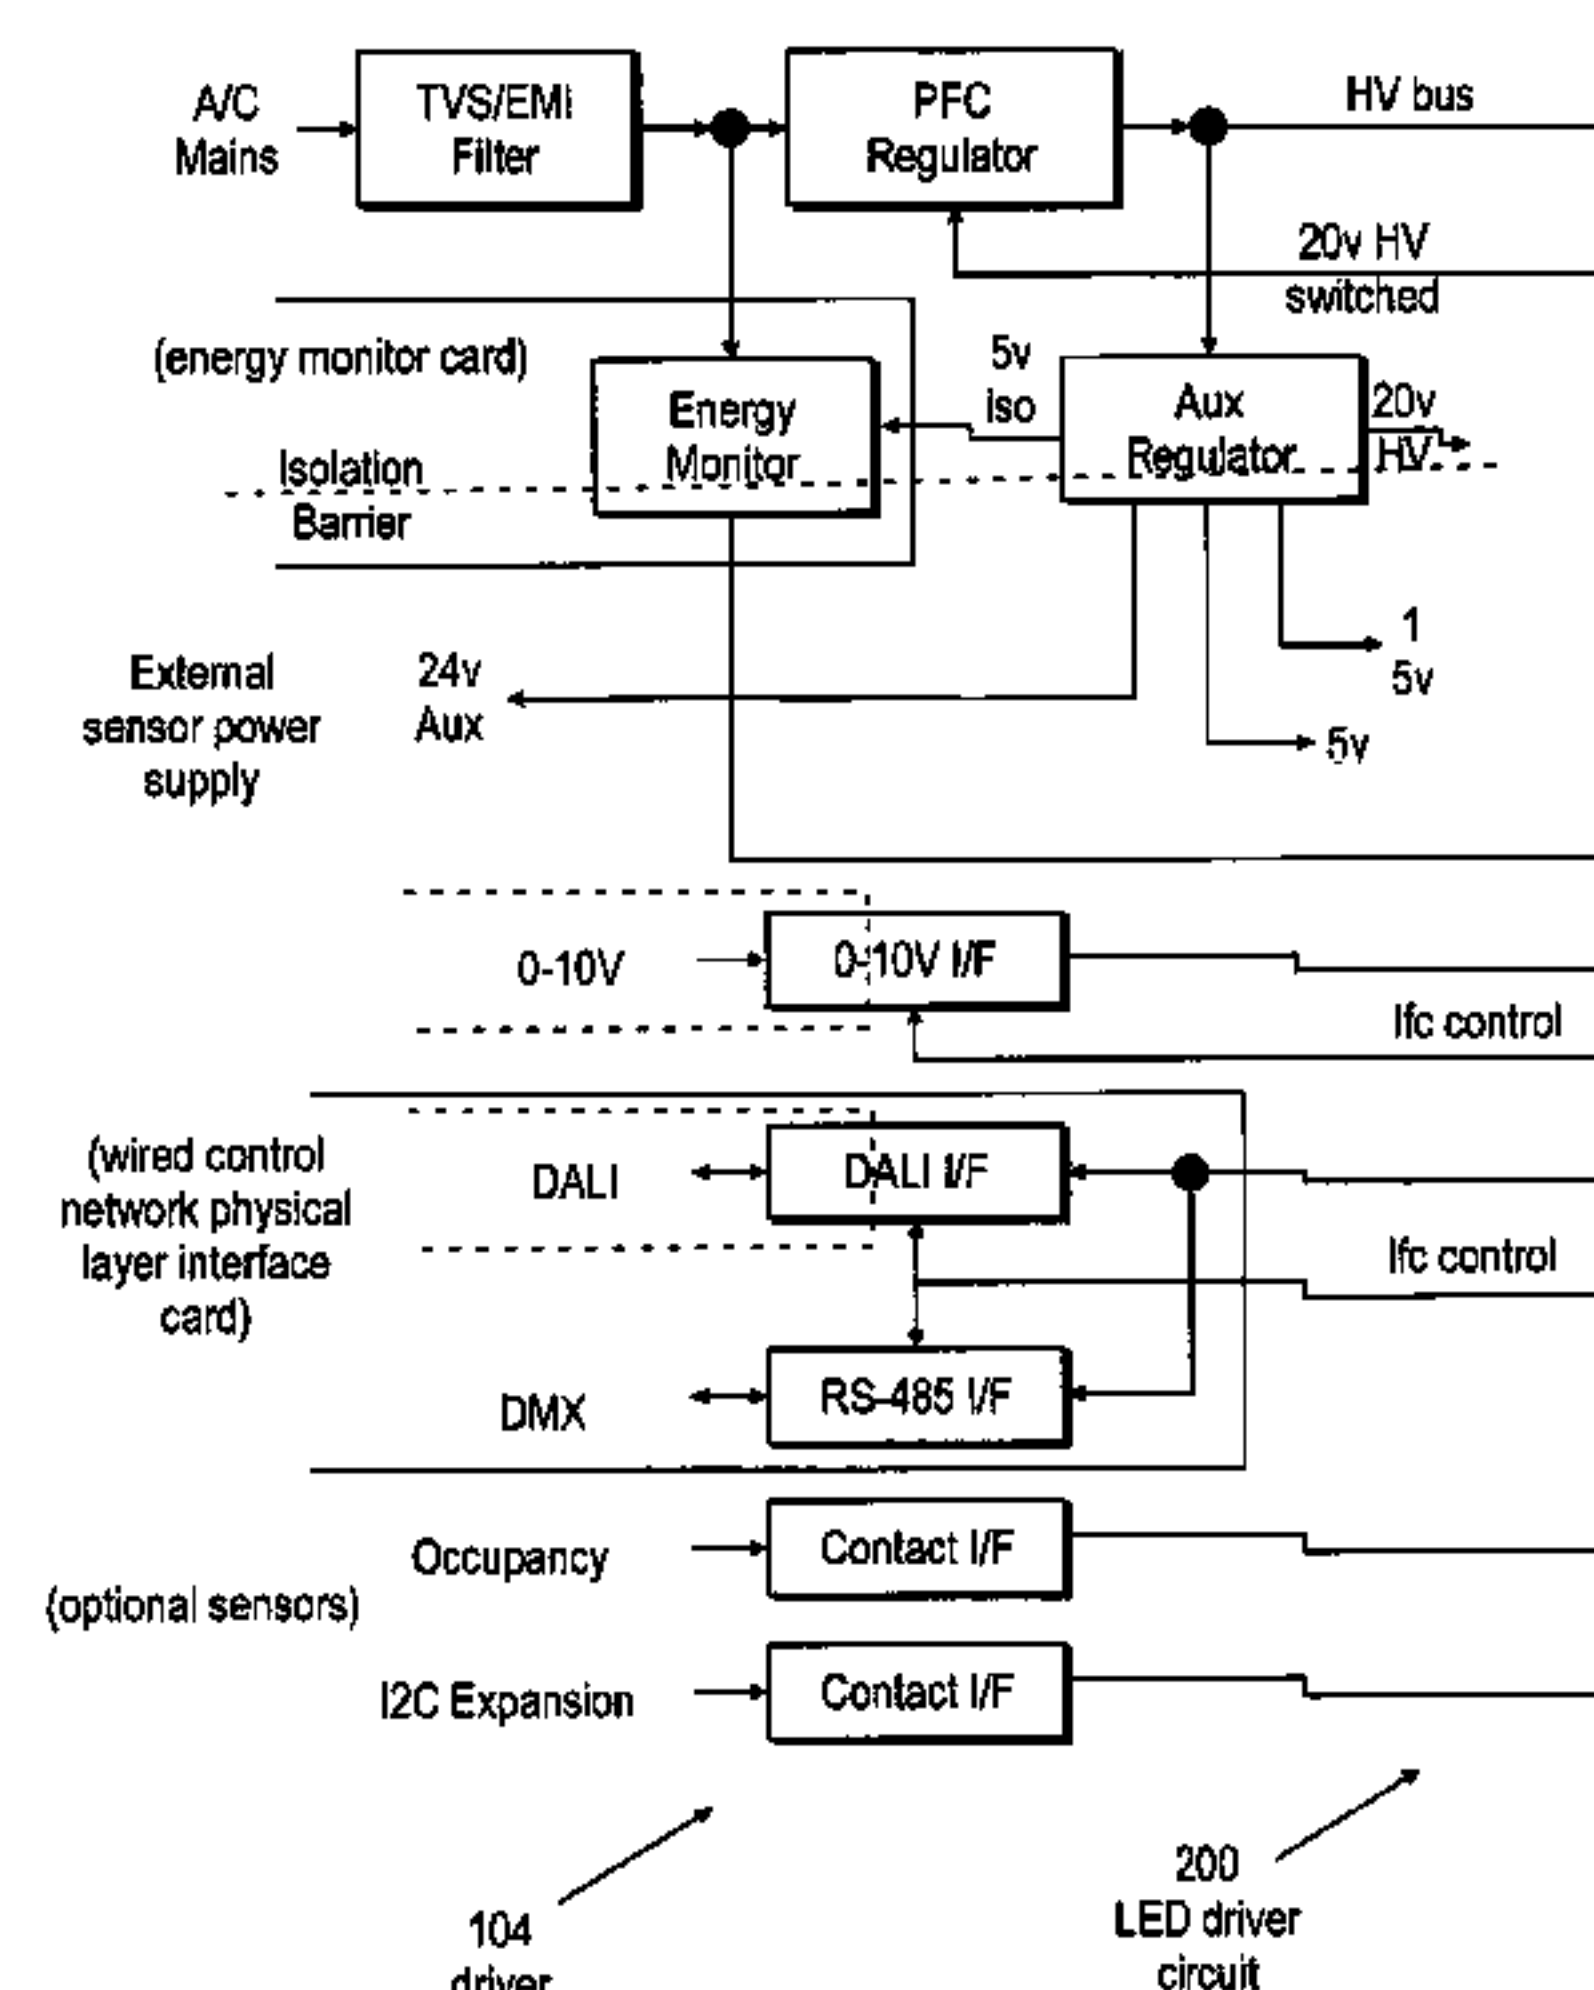 A/C
Mains
TVS/EMI
Filter
PFC
Regulator
HV bus
20v HV
switched
(energy monitor card)
Energy
Monitor
5v
iso
Aux
Regulator
20v
HV
Isolation
Barrier
External
sensor power
supply
24v
Aux
1
5v
5v
0-10V
0-10V I/F
Ifc control
(wired control
network physical
layer interface
card)
DALI
DALI I/F
Ifc control
DMX
RS-485 I/F
Occupancy
Contact I/F
(optional sensors)
I2C Expansion
Contact I/F
104
driver
200
LED driver
circuit